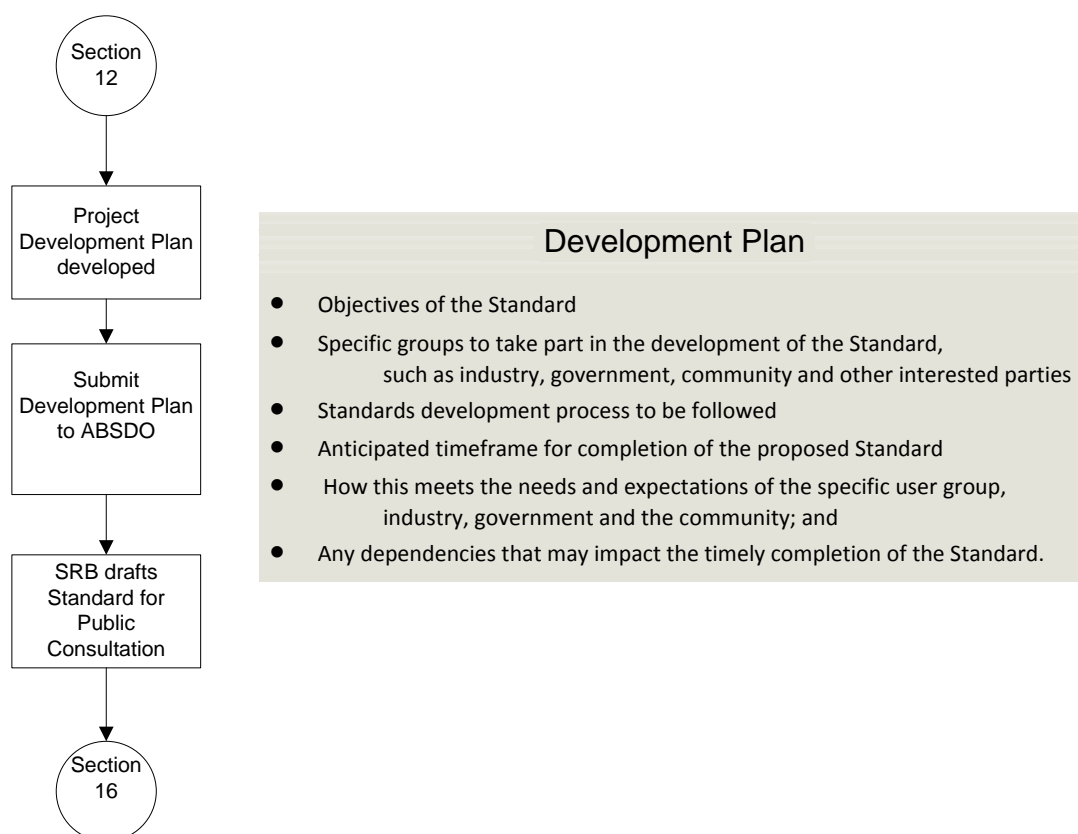 Section
12
Project
Development Plan
developed
Submit
Development Plan
to ABSDO
SRB drafts
Standard for
Public
Consultation
Section
16
Development Plan
● Objectives of the Standard
● Specific groups to take part in the development of the Standard,
such as industry, government, community and other interested parties
● Standards development process to be followed
● Anticipated timeframe for completion of the proposed Standard
● How this meets the needs and expectations of the specific user group,
industry, government and the community; and
● Any dependencies that may impact the timely completion of the Standard.